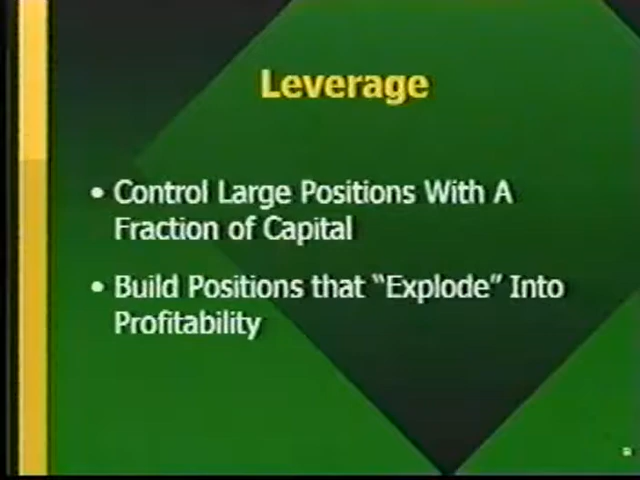 Leverage
• Control Large Positions With A
Fraction of Capital
• Build Positions that “Explode” Into
Profitability